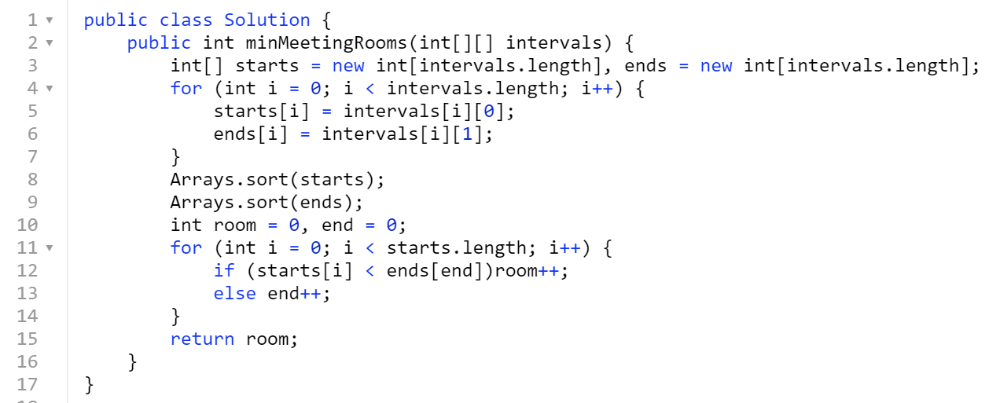 1 public class Solution {
2 public int minMeetingRooms(int[][] intervals) {
3 int[] starts = new int[intervals.length], ends = new int[intervals.length];
4 for (int i = 0; i < intervals.length; i++) {
5 starts[i] = intervals[i][0];
6 ends[i] = intervals[i][1];
7 }
8 Arrays.sort(starts);
9 Arrays.sort(ends);
10 int room = 0, end = 0;
11 for (int i = 0; i < starts.length; i++) {
12 if (starts[i] < ends[end])room++;
13 else end++;
14 }
15 return room;
16 }
17 }